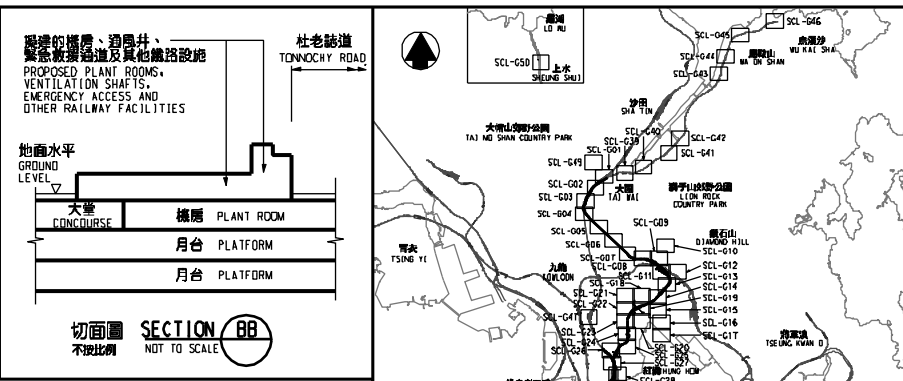 擬建的機房、通風井、
緊急救援通道及其他鐵路設施
PROPOSED PLANT ROOMS,
VENTILATION SHAFTS,
EMERGENCY ACCESS AND
OTHER RAILWAY FACILITIES
杜老誌道
TONNOCHY ROAD
地面水平
GROUND
LEVEL
大堂
CONCOURSE
機房 PLANT ROOM
月台 PLATFORM
月台 PLATFORM
切面圖 SECTION BB
不按比例 NOT TO SCALE
羅湖
LO WU
SCL-G50
上水
SHEUNG SHUI
SCL-G46
SCL-G45
烏溪沙
WU KAI SHA
SCL-G44
馬鞍山
MA ON SHAN
SCL-G43
沙田
SHA TIN
大帽山郊野公園
TAI MO SHAN COUNTRY PARK
SCL-G40
SCL-G39
SCL-G42
SCL-G01
SCL-G41
SCL-G49
SCL-G02
大圍
TAI WAI
獅子山郊野公園
LION ROCK
COUNTRY PARK
SCL-G03
SCL-G04
SCL-G05
SCL-G09
鑽石山
DIAMOND HILL
SCL-G06
SCL-G10
青衣
TSING YI
SCL-G07
SCL-G08
九龍
KOWLOON
SCL-G11
SCL-G12
SCL-G13
SCL-G18
SCL-G14
SCL-G21
SCL-G19
SCL-G22
SCL-G15
SCL-G47
SCL-G16
SCL-G23
SCL-G17
將軍澳
TSEUNG KWAN O
SCL-G24
SCL-G20
SCL-G26
SCL-G27
紅磡 HUNG HOM
SCL-G28